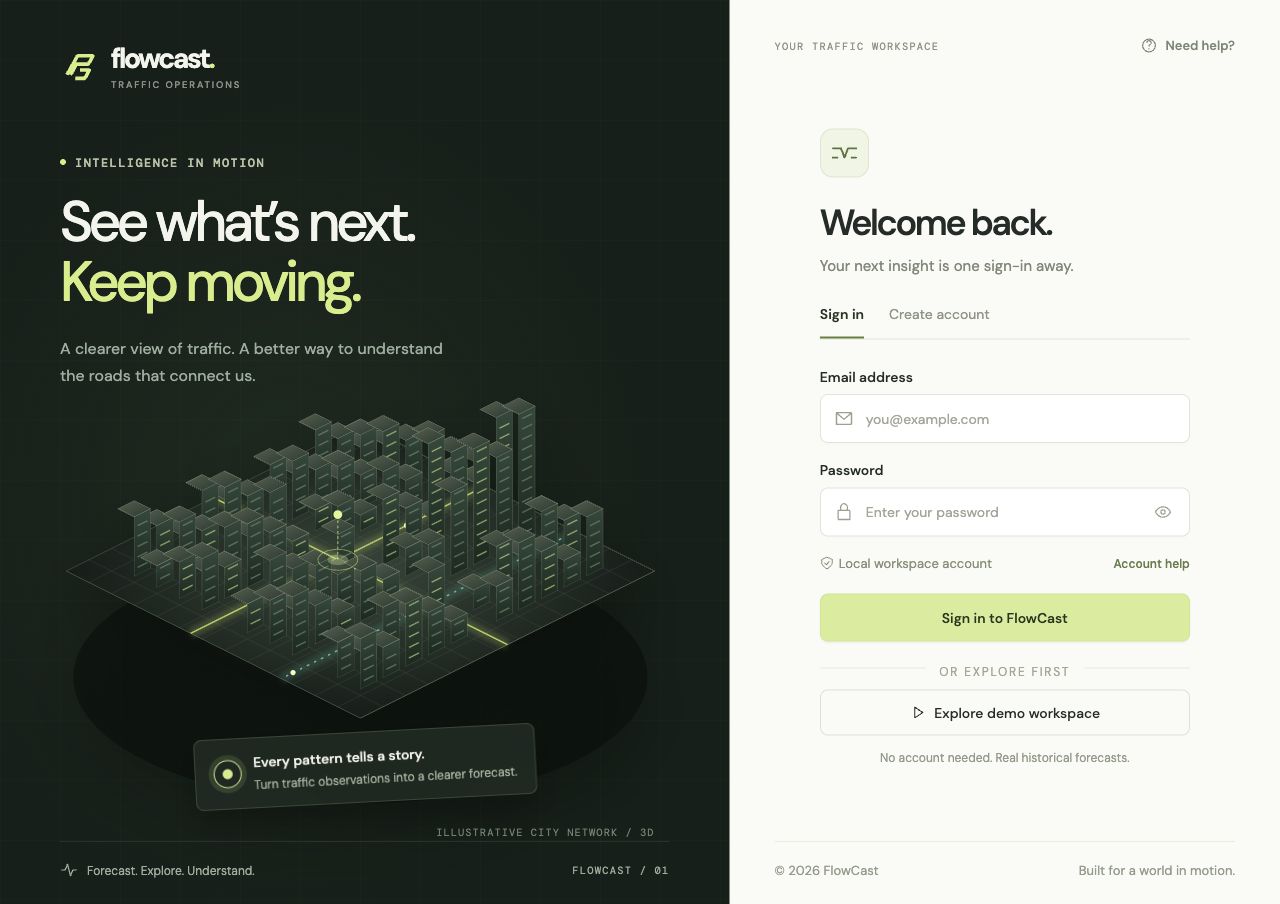 flowcast.
TRAFFIC OPERATIONS
INTELLIGENCE IN MOTION
See what's next.
Keep moving.
A clearer view of traffic. A better way to understand
the roads that connect us.
Every pattern tells a story.
Turn traffic observations into a clearer forecast.
ILLUSTRATIVE CITY NETWORK / 3D
Forecast. Explore. Understand.
FLOWCAST / 01
YOUR TRAFFIC WORKSPACE
Need help?
Welcome back.
Your next insight is one sign-in away.
Sign in
Create account
Email address
you@example.com
Password
Enter your password
Local workspace account
Account help
Sign in to FlowCast
OR EXPLORE FIRST
Explore demo workspace
No account needed. Real historical forecasts.
© 2026 FlowCast
Built for a world in motion.